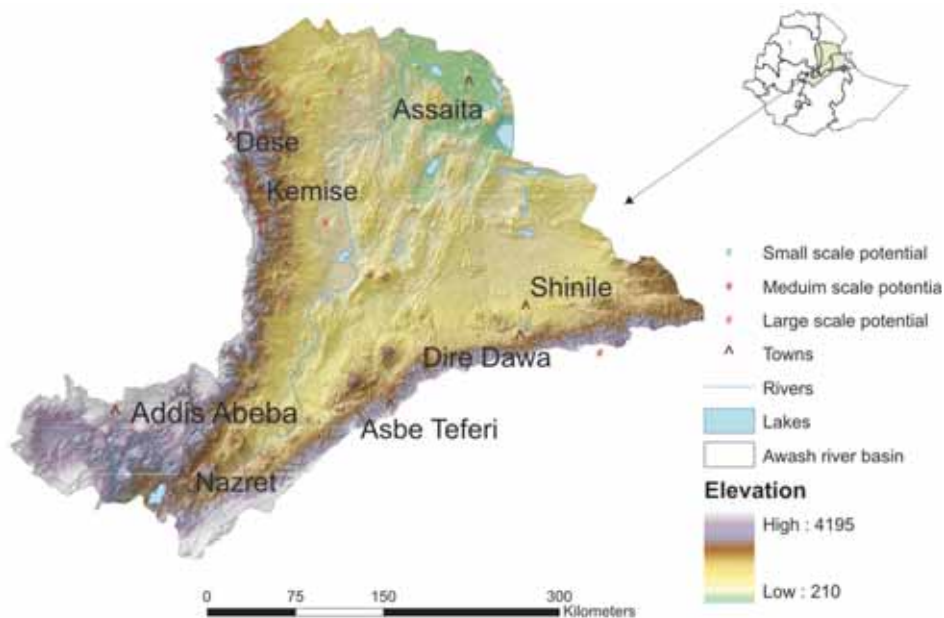 Assaita
Dese
Kemise
Shinile
Dire Dawa
Addis Abeba
Asbe Teferi
Nazret
Small scale potential
Meduim scale potentia
Large scale potential
Towns
Rivers
Lakes
Awash river basin
Elevation
High : 4195
Low : 210
0 75 150 300
Kilometers